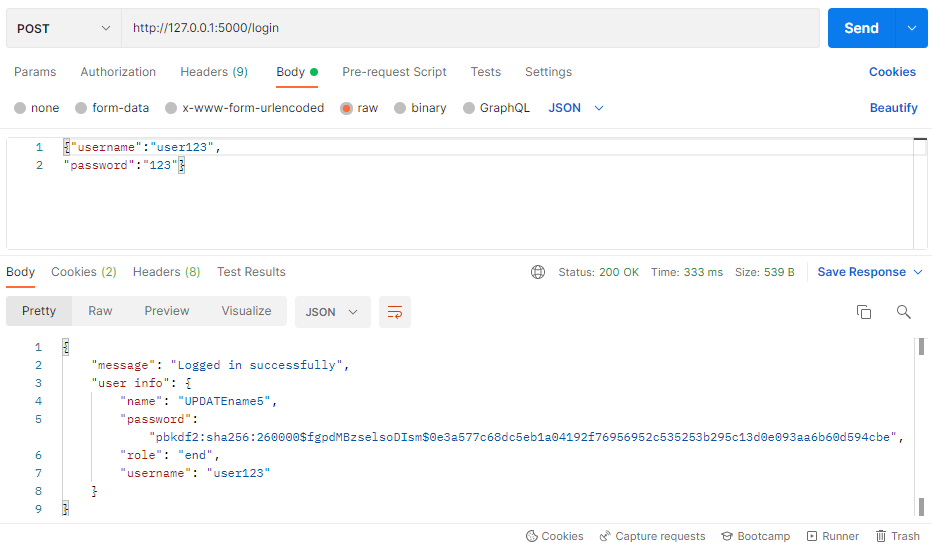 POST http://127.0.0.1:5000/login Send
Params Authorization Headers (9) Body Pre-request Script Tests Settings Cookies
none form-data x-www-form-urlencoded raw binary GraphQL JSON Beautify
1 {"username":"user123",
2 "password":"123"}
Body Cookies (2) Headers (8) Test Results Status: 200 OK Time: 333 ms Size: 539 B Save Response
Pretty Raw Preview Visualize JSON
1 {
2 "message": "Logged in successfully",
3 "user info": {
4 "name": "UPDATEname5",
5 "password":
"pbkdf2:sha256:260000$fgpdMBzselsoDIsm$0e3a577c68dc5eb1a04192f76956952c535253b295c13d0e093aa6b60d594cbe",
6 "role": "end",
7 "username": "user123"
8 }
9 }
Cookies Capture requests Bootcamp Runner Trash